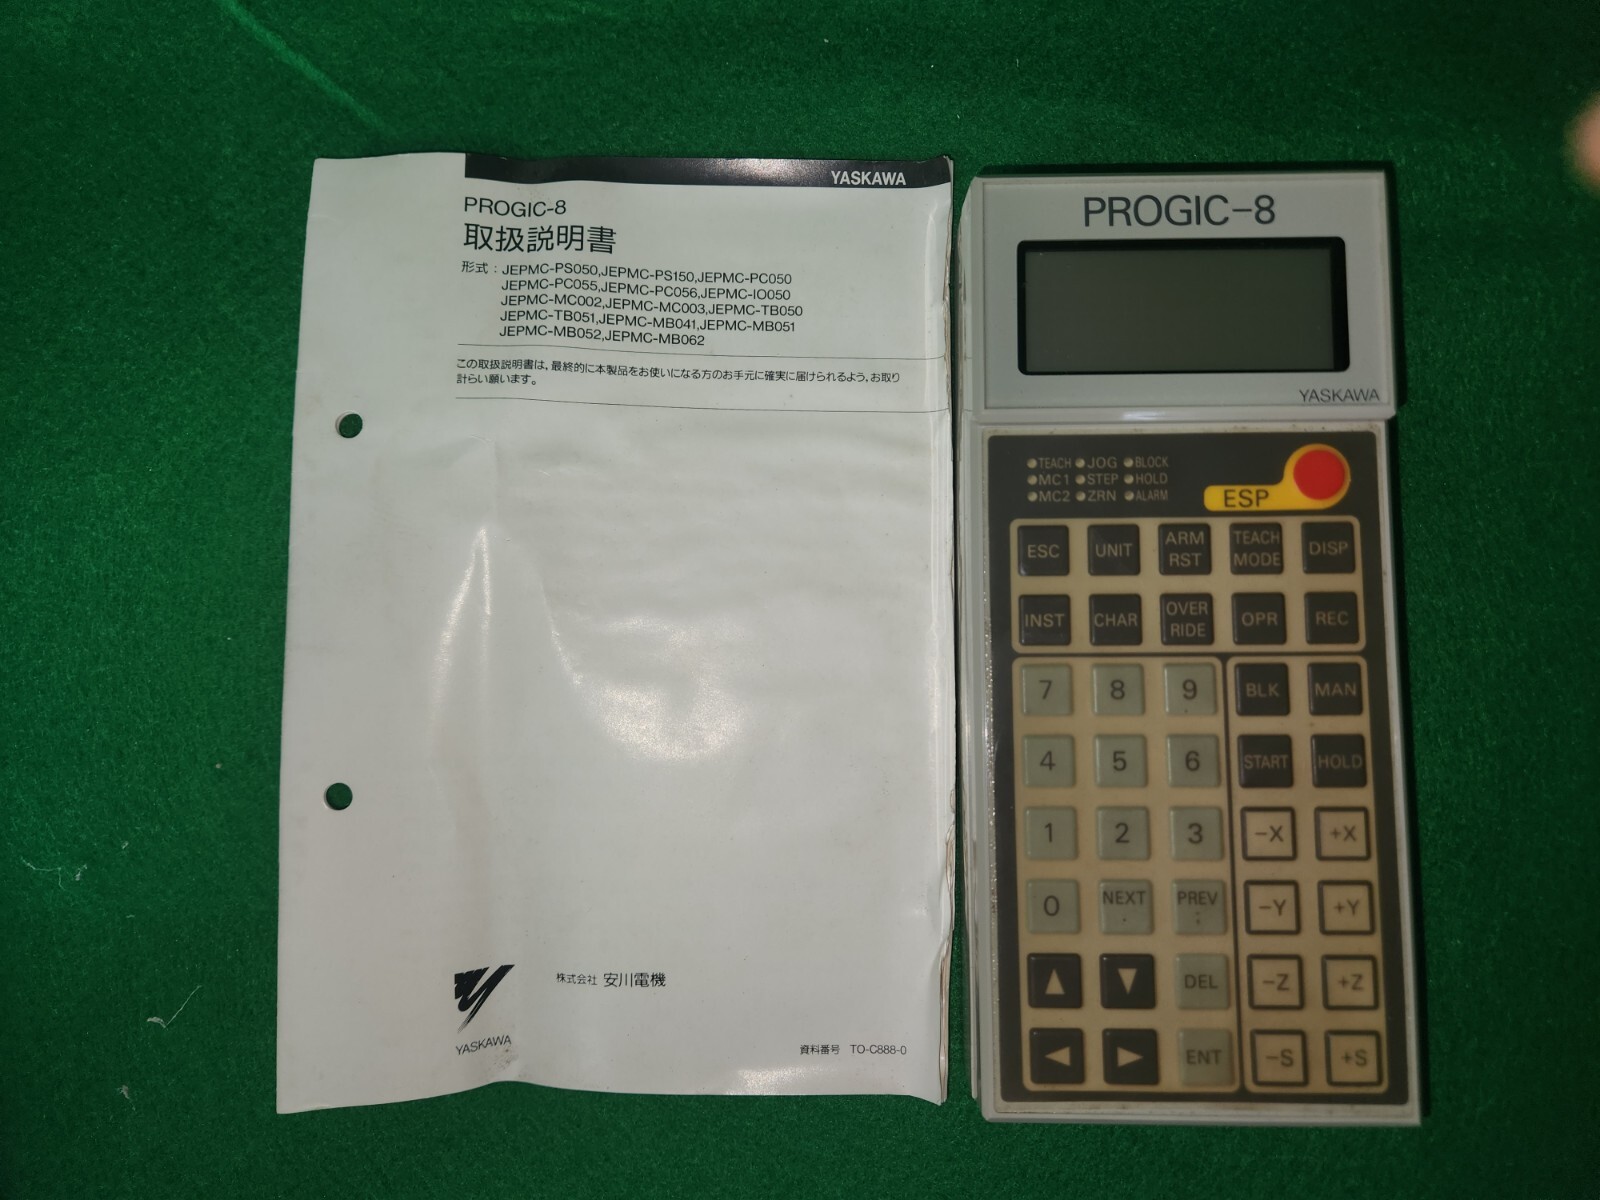 YASKAWA
PROGIC-8
取扱説明書
形式：JEPMC-PS050,JEPMC-PS150,JEPMC-PC050
JEPMC-PC055,JEPMC-PC056,JEPMC-IO050
JEPMC-MC002,JEPMC-MC003,JEPMC-TB050
JEPMC-TB051,JEPMC-MB041,JEPMC-MB051
JEPMC-MB052,JEPMC-MB062
この取扱説明書は，最終的に本製品をお使いになる方のお手元に確実に届けられるよう，お取り
計らい願います。
株式会社 安川電機
YASKAWA
資料番号 TO-C888-0
PROGIC-8
YASKAWA
TEACH JOG BLOCK
MC1 STEP HOLD
MC2 ZRN ALARM
ESP
ESC UNIT ARM RST TEACH MODE DISP
INST CHAR OVER RIDE OPR REC
7 8 9 BLK MAN
4 5 6 START HOLD
1 2 3 -X +X
0 NEXT . PREV ; -Y +Y
▲ ▼ DEL -Z +Z
◀ ▶ ENT -S +S